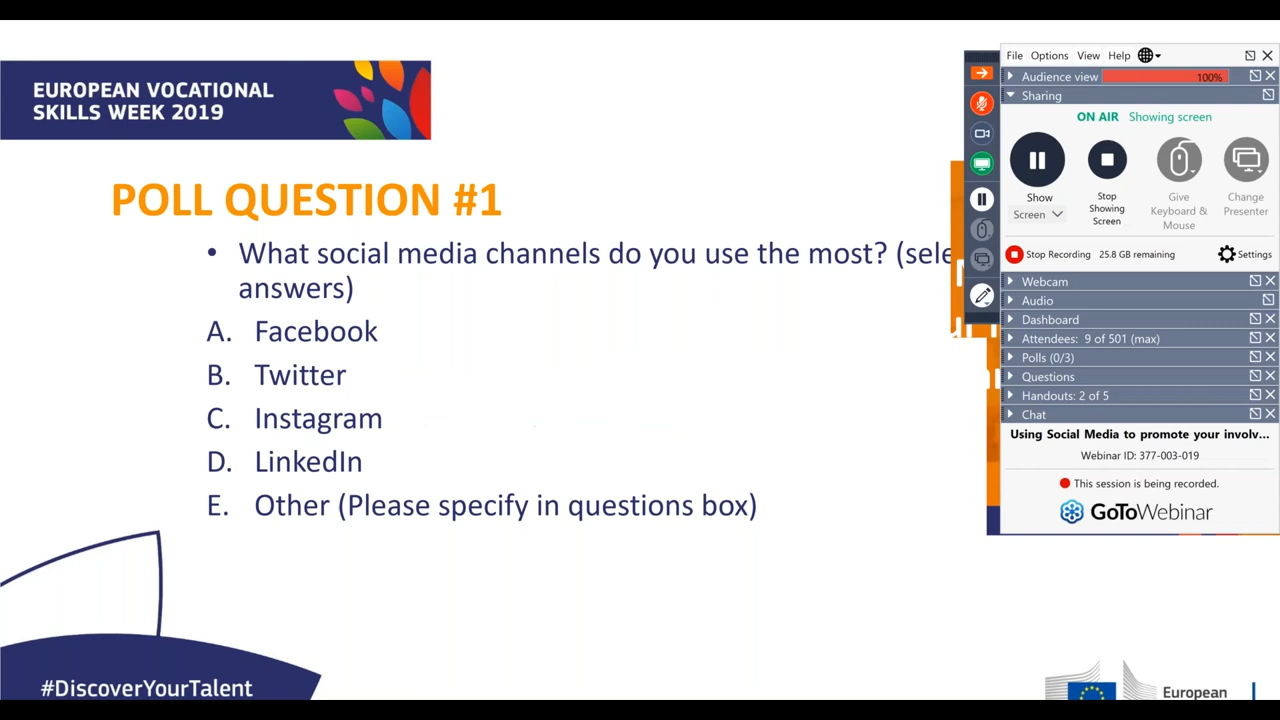 EUROPEAN VOCATIONAL
SKILLS WEEK 2019
POLL QUESTION #1
• What social media channels do you use the most? (sele
answers)
A. Facebook
B. Twitter
C. Instagram
D. LinkedIn
E. Other (Please specify in questions box)
#DiscoverYourTalent
European
File Options View Help
Audience view 100%
Sharing
ON AIR Showing screen
Show
Screen
Stop
Showing
Screen
Give
Keyboard &
Mouse
Change
Presenter
Stop Recording 25.8 GB remaining Settings
Webcam
Audio
Dashboard
Attendees: 9 of 501 (max)
Polls (0/3)
Questions
Handouts: 2 of 5
Chat
Using Social Media to promote your involv...
Webinar ID: 377-003-019
This session is being recorded.
GoToWebinar